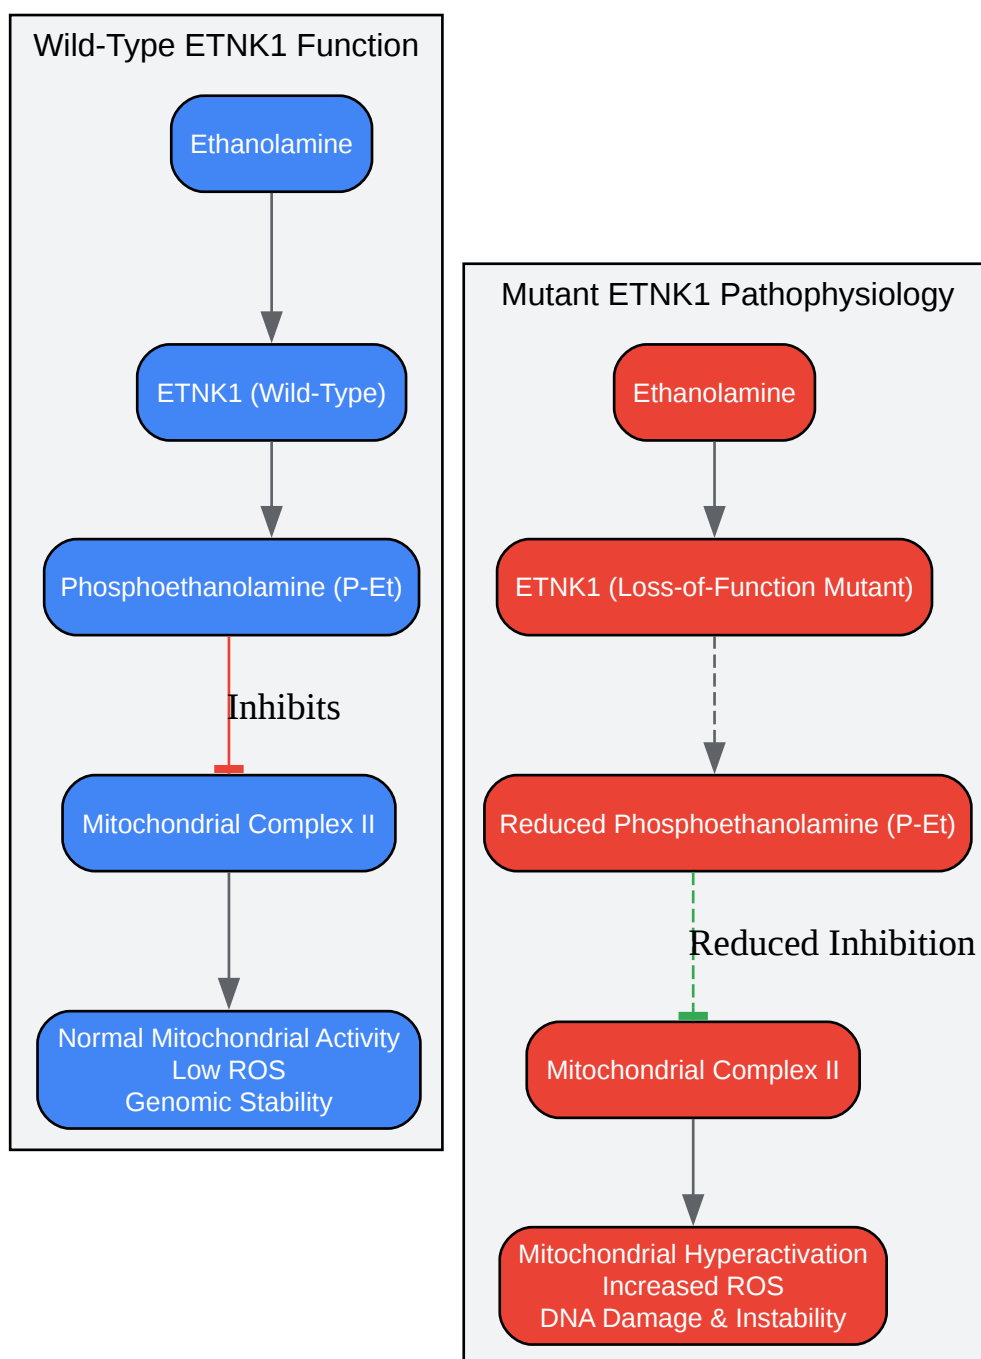 Wild-Type ETNK1 Function
Ethanolamine
ETNK1 (Wild-Type)
Phosphoethanolamine (P-Et)
Inhibits
Mitochondrial Complex II
Normal Mitochondrial Activity
Low ROS
Genomic Stability
Mutant ETNK1 Pathophysiology
Ethanolamine
ETNK1 (Loss-of-Function Mutant)
Reduced Phosphoethanolamine (P-Et)
Reduced Inhibition
Mitochondrial Complex II
Mitochondrial Hyperactivation
Increased ROS
DNA Damage & Instability